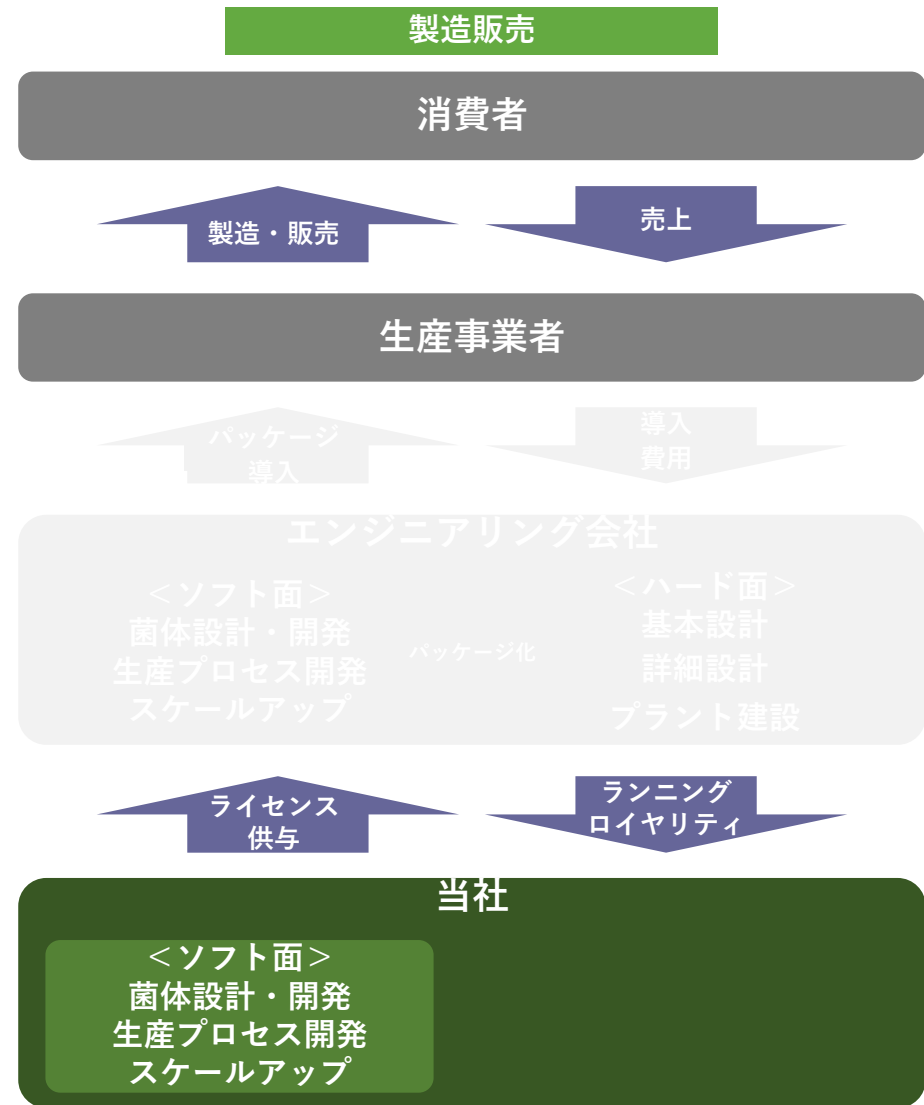 製造販売
消費者
製造・販売
売上
生産事業者
パッケージ
導入
導入
費用
エンジニアリング会社
＜ソフト面＞
菌体設計・開発
生産プロセス開発
スケールアップ
パッケージ化
＜ハード面＞
基本設計
詳細設計
プラント建設
ライセンス
供与
ランニング
ロイヤリティ
当社
＜ソフト面＞
菌体設計・開発
生産プロセス開発
スケールアップ